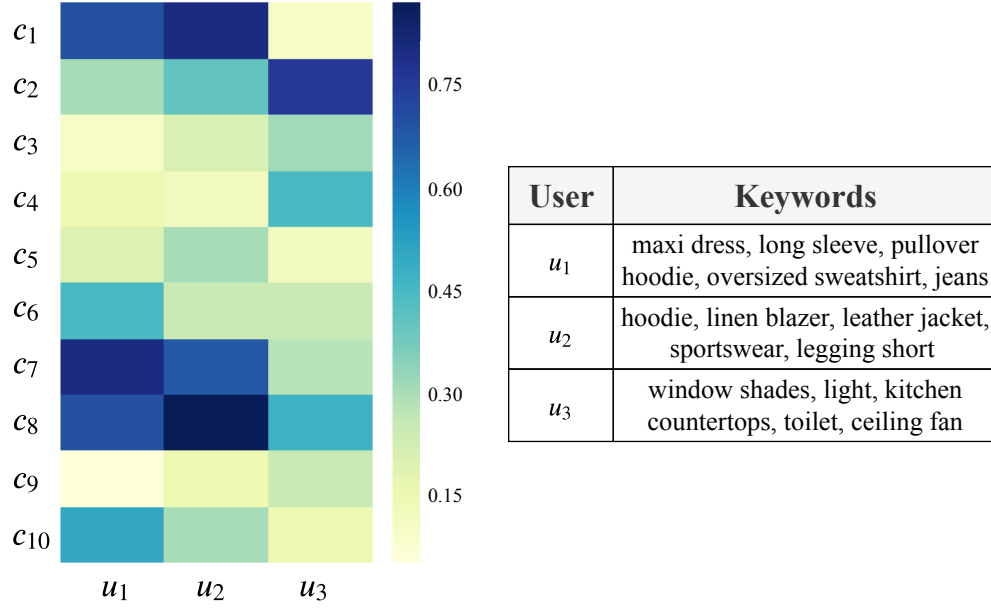 c1
c2
c3
c4
c5
c6
c7
c8
c9
c10
u1 u2 u3
0.75
0.60
0.45
0.30
0.15
User Keywords
u1
maxi dress, long sleeve, pullover
hoodie, oversized sweatshirt, jeans
u2
hoodie, linen blazer, leather jacket,
sportswear, legging short
u3
window shades, light, kitchen
countertops, toilet, ceiling fan